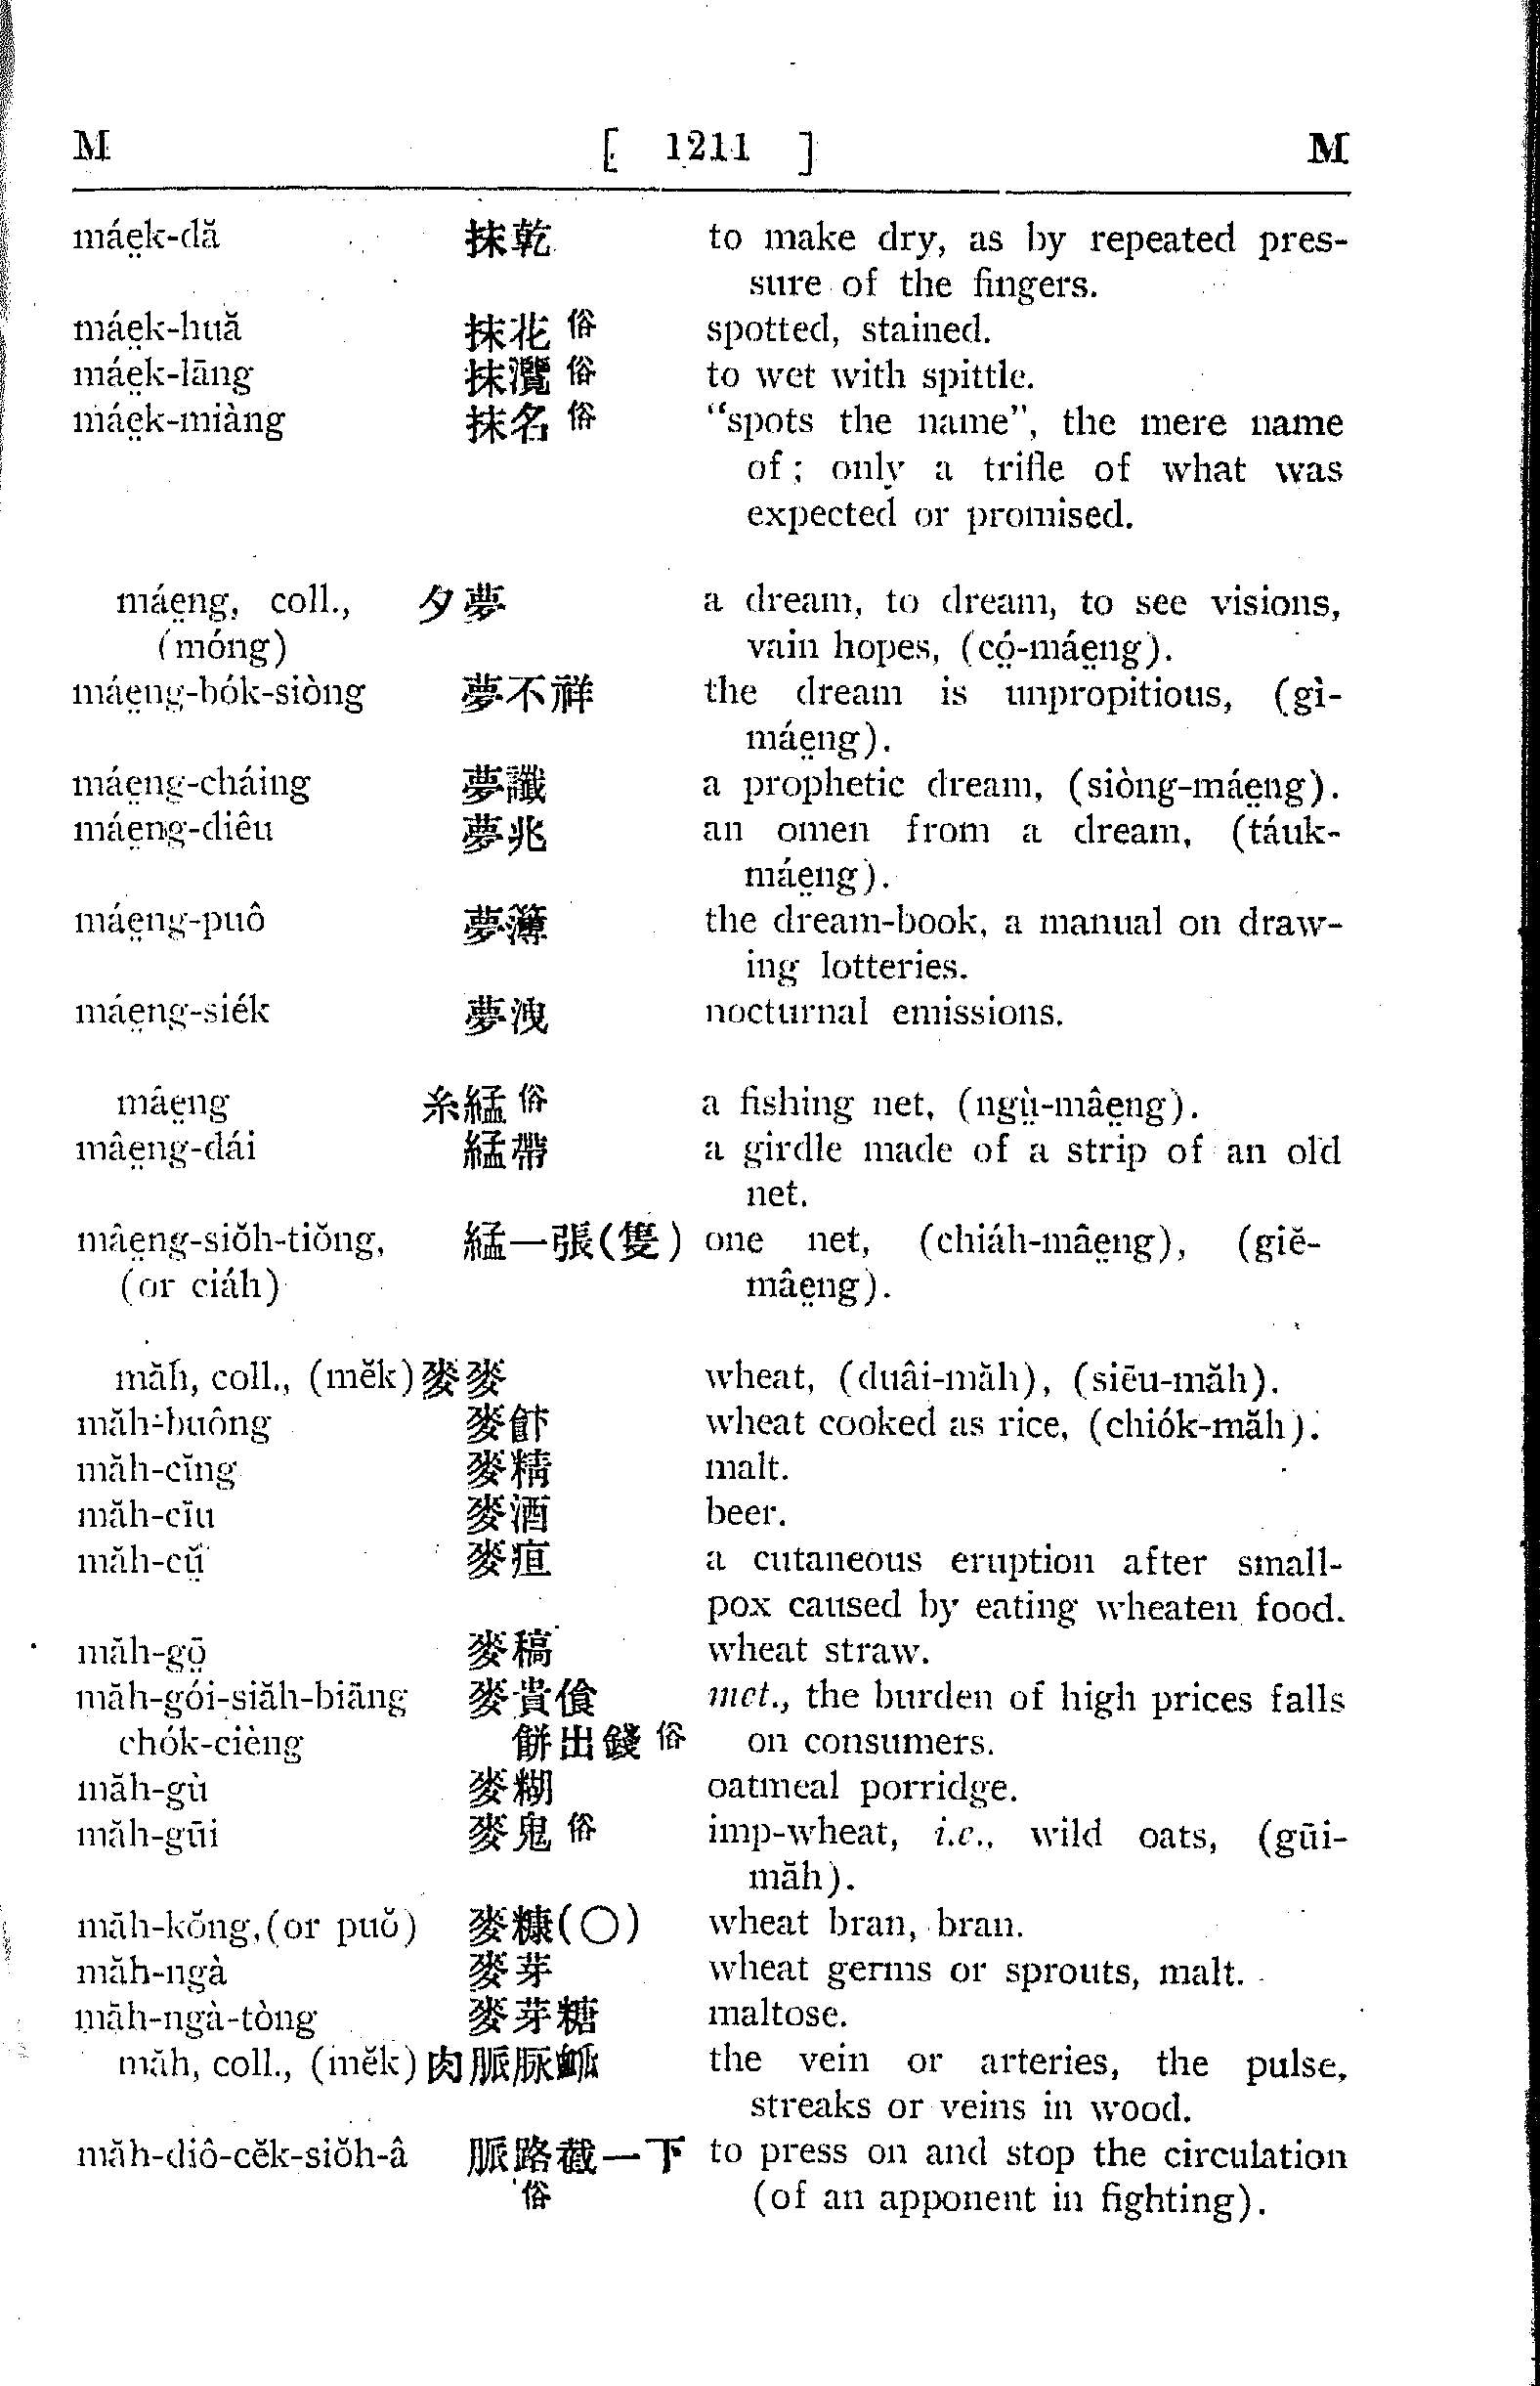 M [ 1211 ] M
máe̤k-dă 抹乾 to make dry, as by repeated pres-
sure of the fingers.
máe̤k-huă 抹花俗 spotted, stained.
máe̤k-lāng 抹灠俗 to wet with spittle.
máe̤k-miàng 抹名俗 "spots the name", the mere name
of; only a trifle of what was
expected or promised.
máe̤ng, coll., 夕夢 a dream, to dream, to see visions,
(móng) vain hopes, (có̤-máe̤ng).
máe̤ng-bók-siòng 夢不祥 the dream is unpropitious, (gì-
máe̤ng).
máe̤ng-cháing 夢讖 a prophetic dream, (siòng-máe̤ng).
máe̤ng-diêu 夢兆 an omen from a dream, (táuk-
máe̤ng).
máe̤ng-puô 夢簿 the dream-book, a manual on draw-
ing lotteries.
máe̤ng-siék 夢洩 nocturnal emissions.
mâe̤ng 糸䋃俗 a fishing net, (ngṳ̀-mâe̤ng).
mâe̤ng-dái 䋃帶 a girdle made of a strip of an old
net.
mâe̤ng-siŏh-tiŏng, 䋃一張(隻) one net, (chiáh-mâe̤ng), (giĕ-
(or ciáh) mâe̤ng).
măh, coll., (mĕk) 麥麥 wheat, (duâi-măh), (siēu-măh).
măh-buông 麥飰 wheat cooked as rice, (chiók-măh).
măh-cĭng 麥精 malt.
măh-cĭu 麥酒 beer.
măh-cṳ̆ 麥疽 a cutaneous eruption after small-
pox caused by eating wheaten food.
măh-gō̤ 麥稿 wheat straw.
măh-gói-siăh-biāng 麥貴飡 met., the burden of high prices falls
chók-cièng 餅出錢俗 on consumers.
măh-gù 麥糊 oatmeal porridge.
măh-gūi 麥鬼俗 imp-wheat, i.e., wild oats, (gūi-
măh).
măh-kŏng, (or puŏ) 麥糠(〇) wheat bran, bran.
măh-ngà 麥芽 wheat germs or sprouts, malt.
măh-ngà-tòng 麥芽糖 maltose.
măh, coll., (mĕk) 肉脈脉衇 the vein or arteries, the pulse,
streaks or veins in wood.
măh-diô-cĕk-siŏh-â 脈路截一下 to press on and stop the circulation
俗 (of an apponent in fighting).